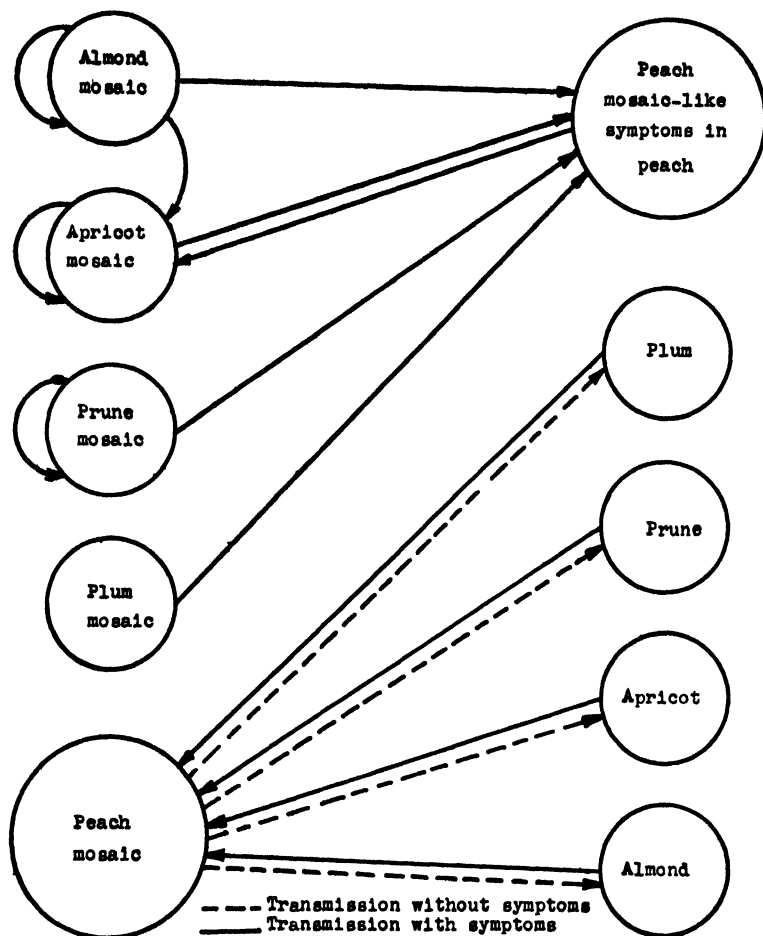 Almond
mosaic
Peach
mosaic-like
symptoms in
peach
Apricot
mosaic
Plum
Prune
mosaic
Prune
Plum
mosaic
Apricot
Peach
mosaic
Almond
Transmission without symptoms
Transmission with symptoms